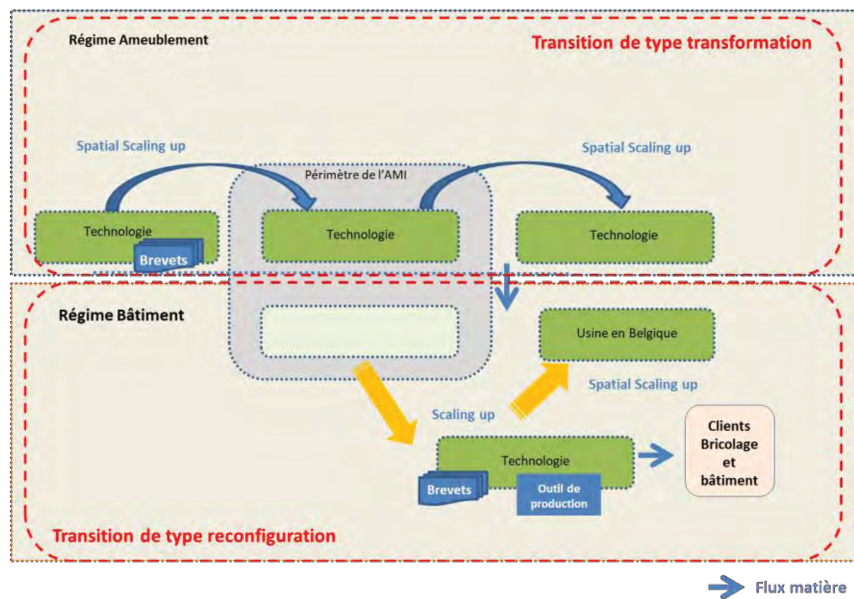 Régime Ameublement
Transition de type transformation
Spatial Scaling up
Spatial Scaling up
Périmètre de l'AMI
Technologie
Brevets
Technologie
Technologie
Régime Bâtiment
Usine en Belgique
Spatial Scaling up
Scaling up
Technologie
Brevets
Outil de
production
Clients
Bricolage
et
bâtiment
Transition de type reconfiguration
Flux matière